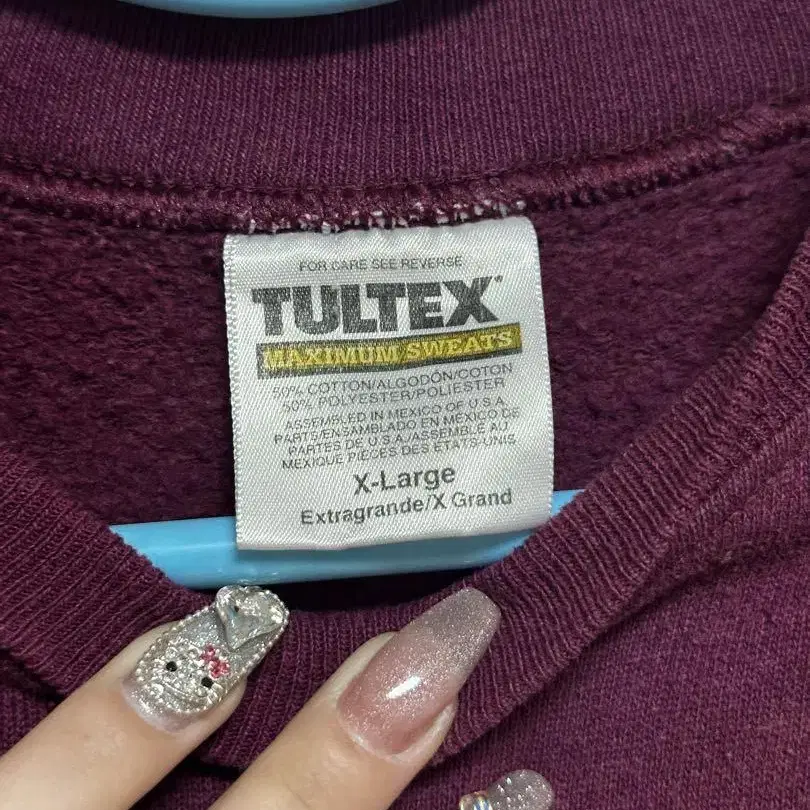 FOR CARE SEE REVERSE
TULTEX®
MAXIMUM SWEATS
50% COTTON/ALGODÓN/COTON
50% POLYESTER/POLIESTER
ASSEMBLED IN MEXICO OF U.S.A.
PARTS/ENSAMBLADO EN MEXICO DE
PARTES DE U.S.A./ASSEMBLÉ AU
MEXIQUE PIÈCES DES ÉTATS-UNIS
X-Large
Extragrande/X Grand